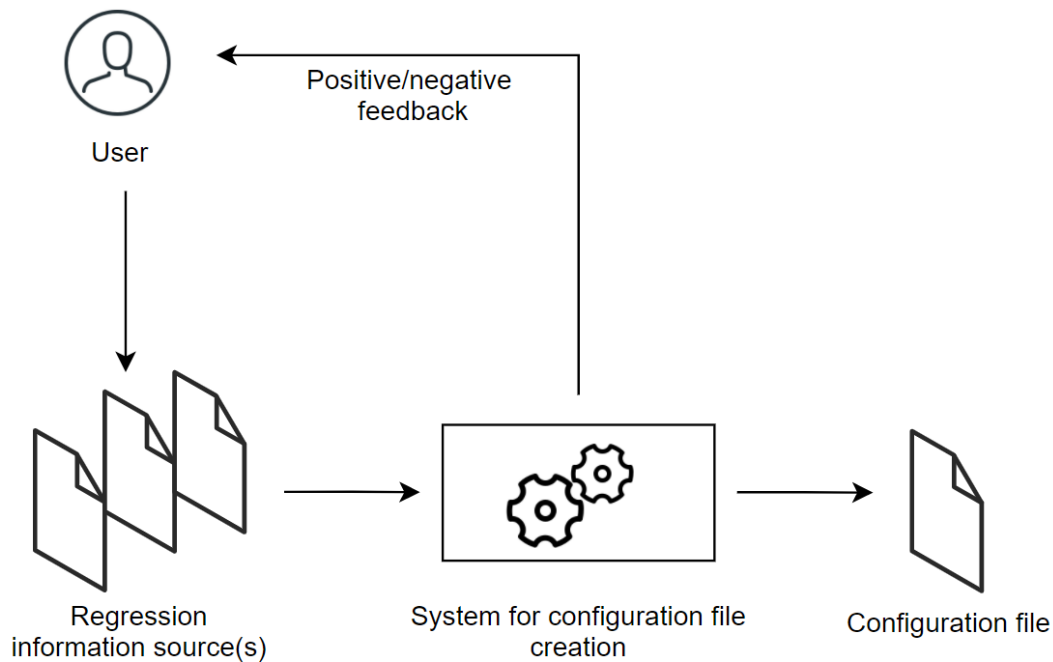 Positive/negative
feedback
User
Regression
information source(s)
System for configuration file
creation
Configuration file